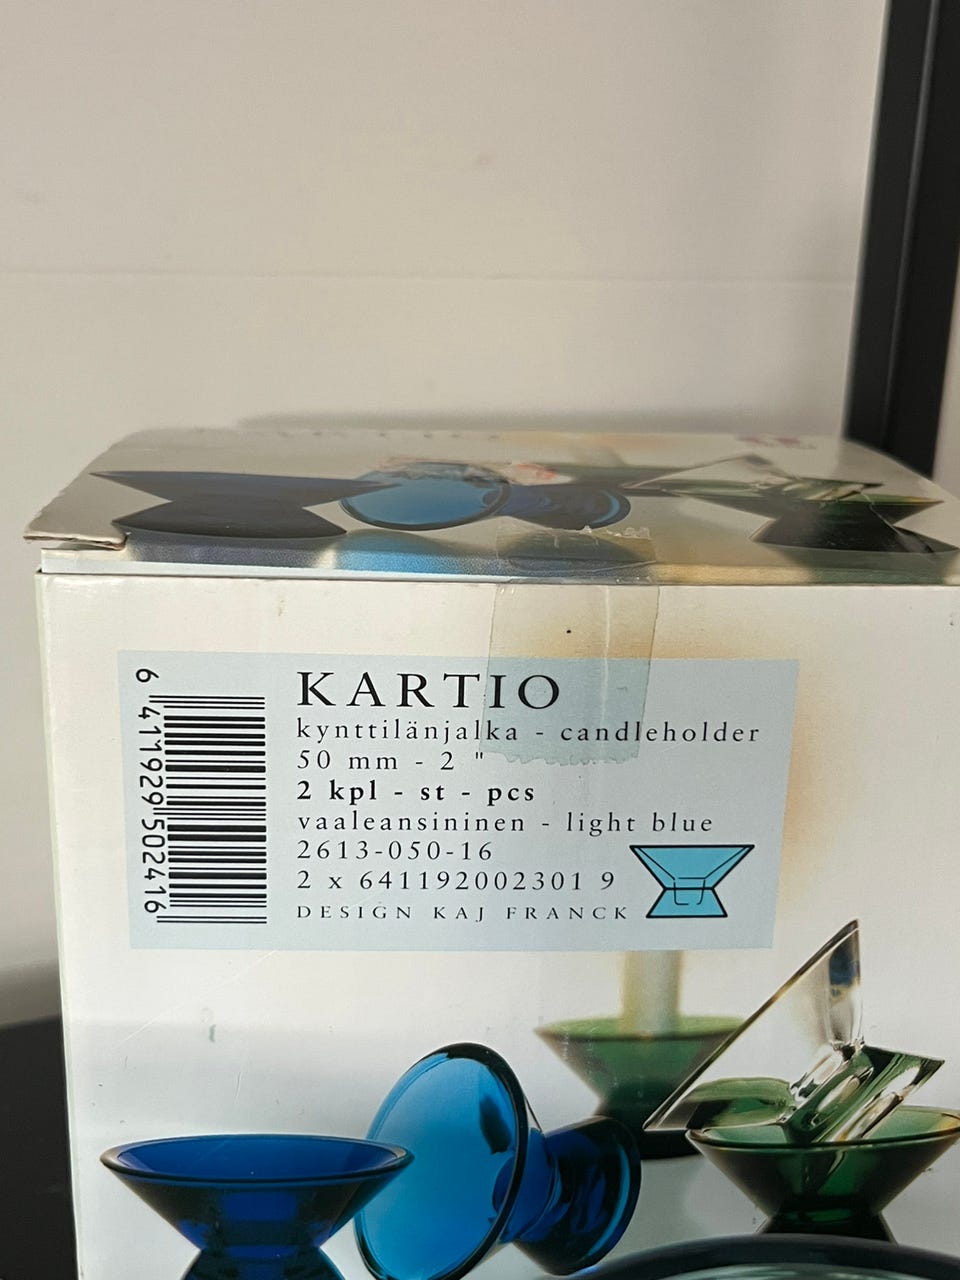 KARTIO
kynttilänjalka - candleholder
50 mm - 2 "
2 kpl - st - pcs
vaaleansininen - light blue
2613-050-16
2 x 641192002301 9
DESIGN KAJ FRANCK
6 411929 502416